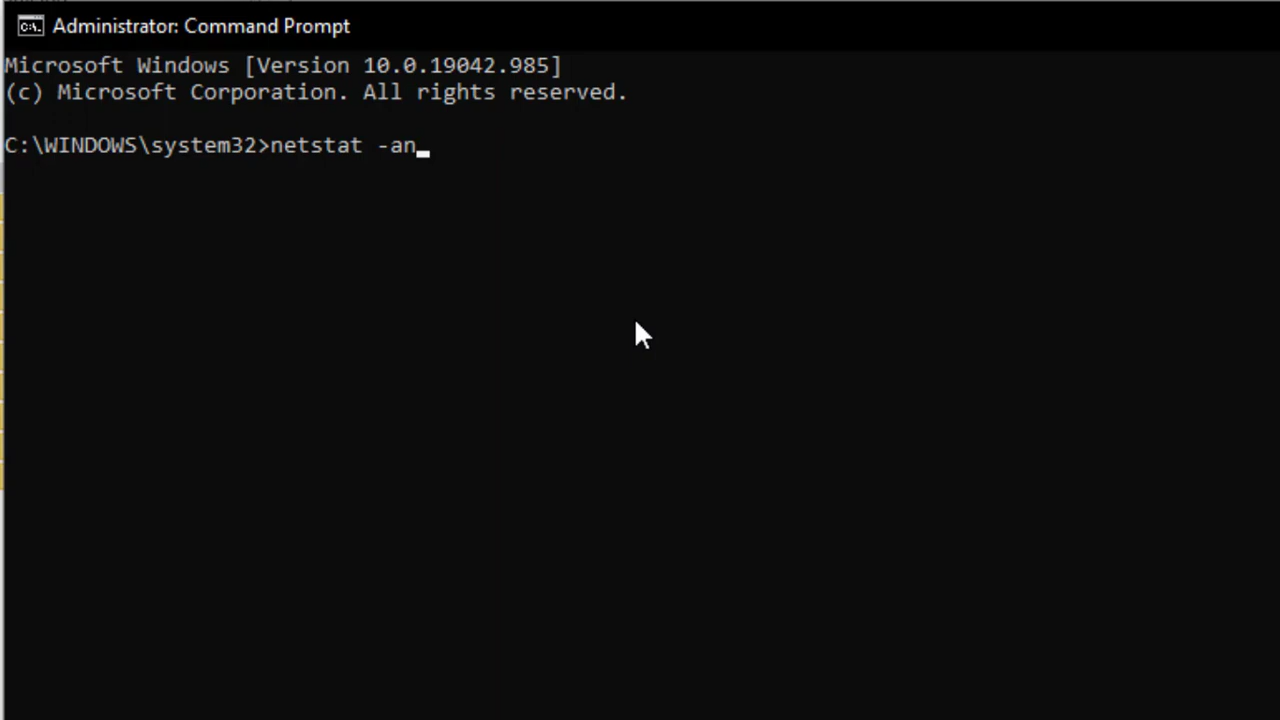 Administrator: Command Prompt
Microsoft Windows [Version 10.0.19042.985]
(c) Microsoft Corporation. All rights reserved.
C:\WINDOWS\system32>netstat -an